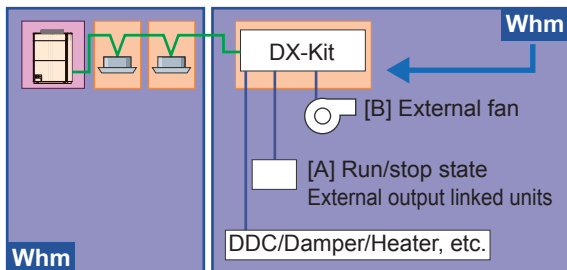 Whm
DX-Kit
[B] External fan
[A] Run/stop state
External output linked units
DDC/Damper/Heater, etc.
Whm